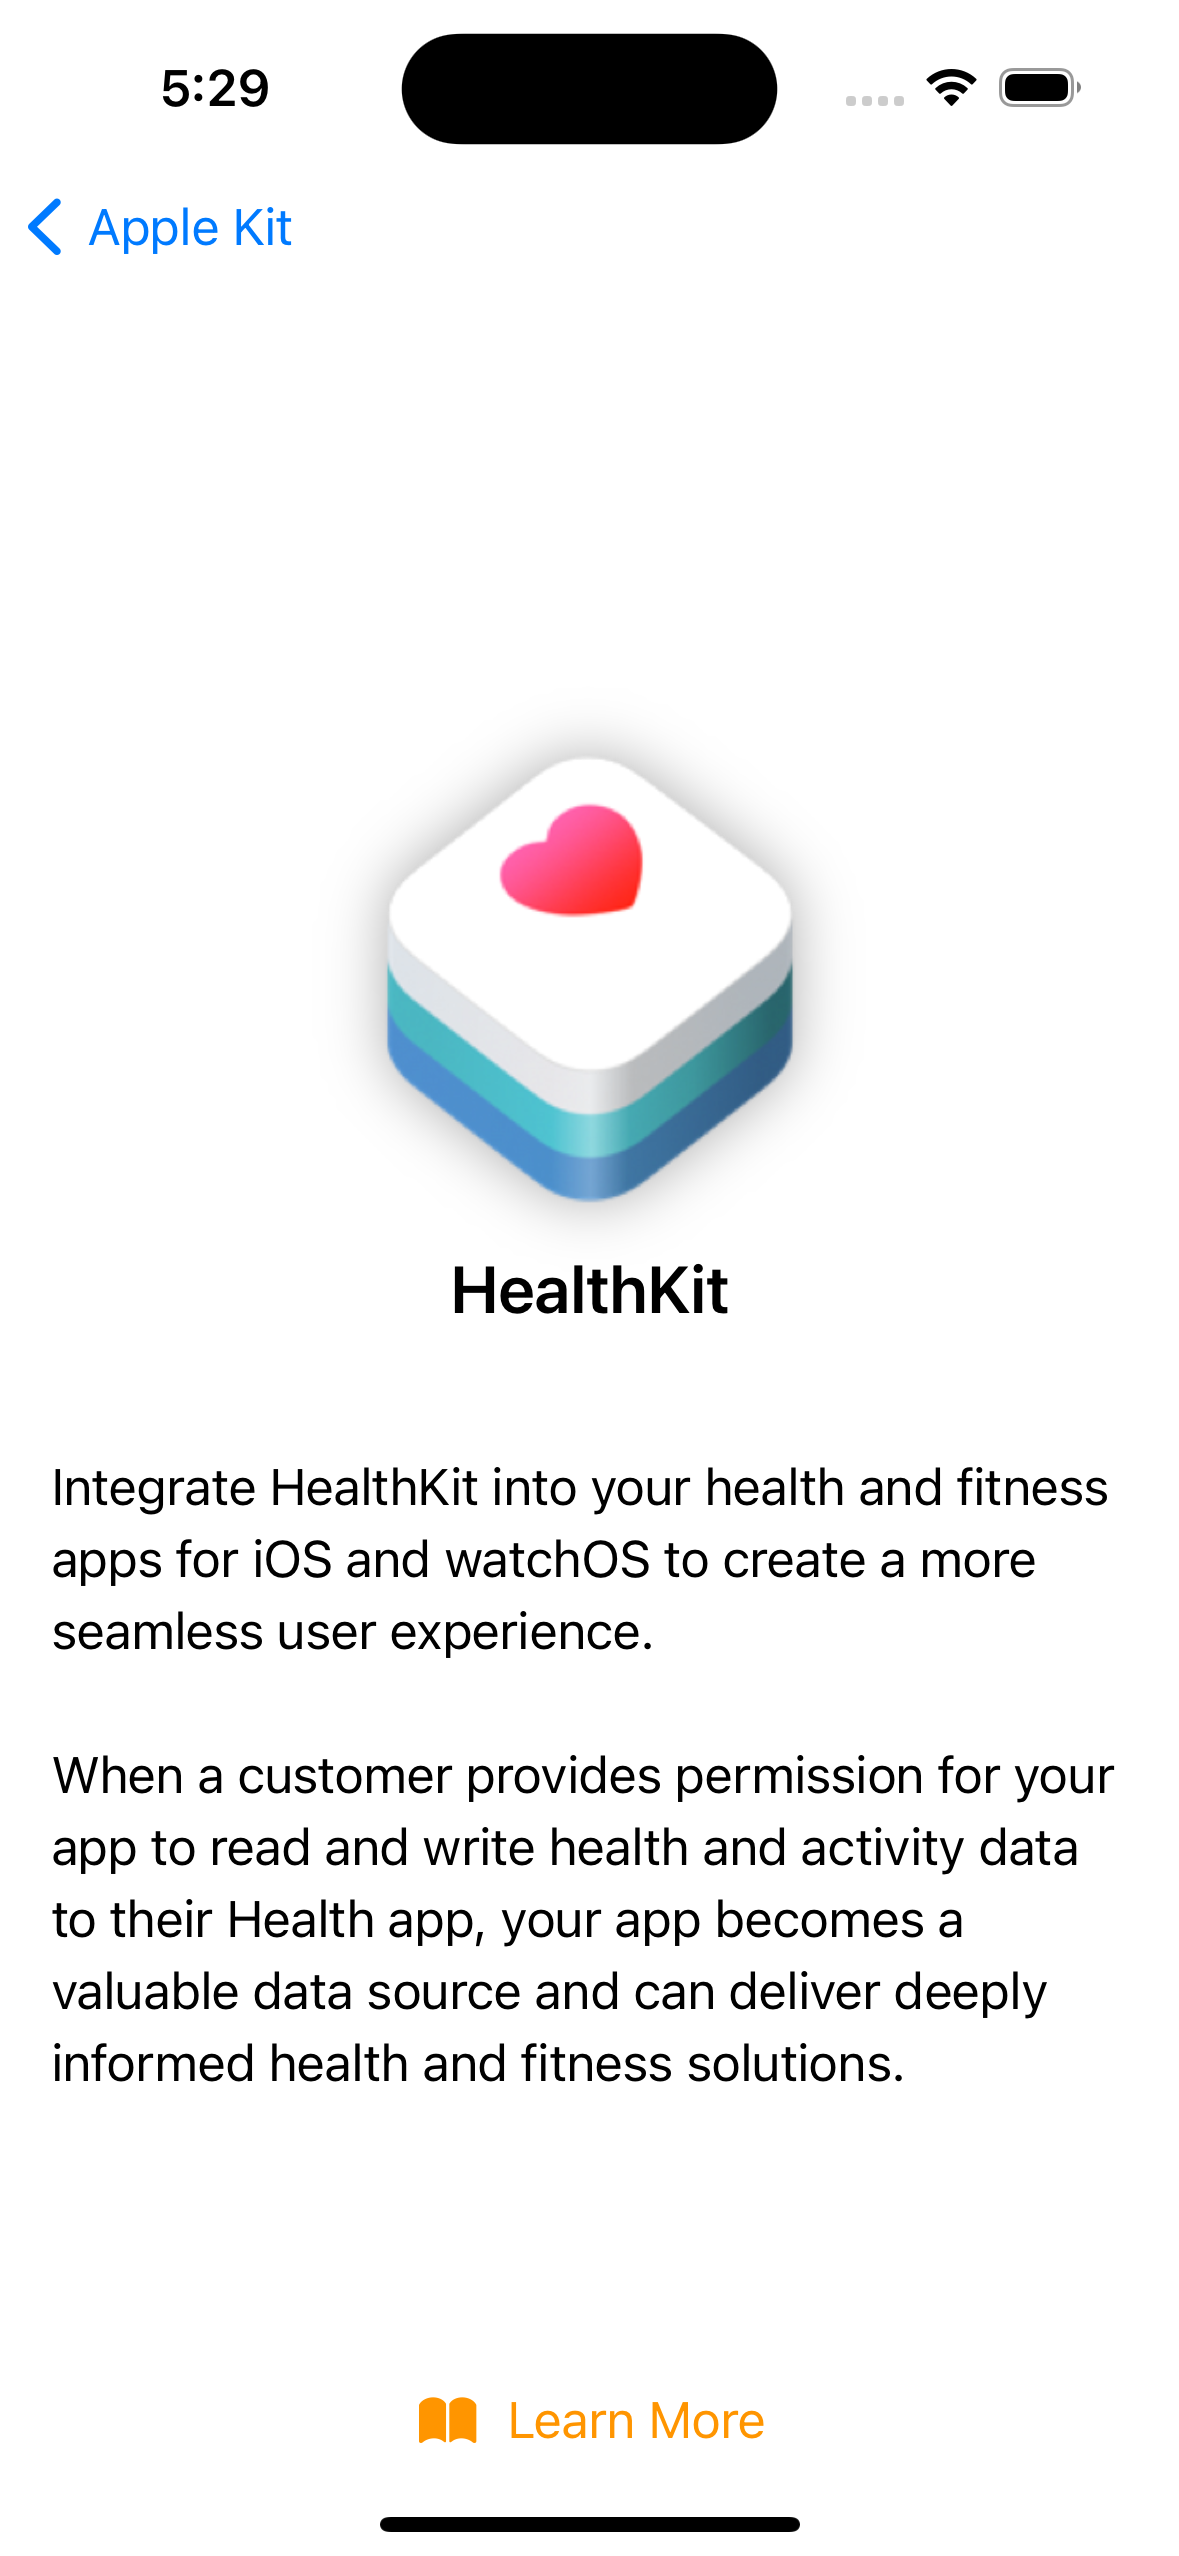 5:29
Apple Kit
HealthKit
Integrate HealthKit into your health and fitness
apps for iOS and watchOS to create a more
seamless user experience.
When a customer provides permission for your
app to read and write health and activity data
to their Health app, your app becomes a
valuable data source and can deliver deeply
informed health and fitness solutions.
Learn More